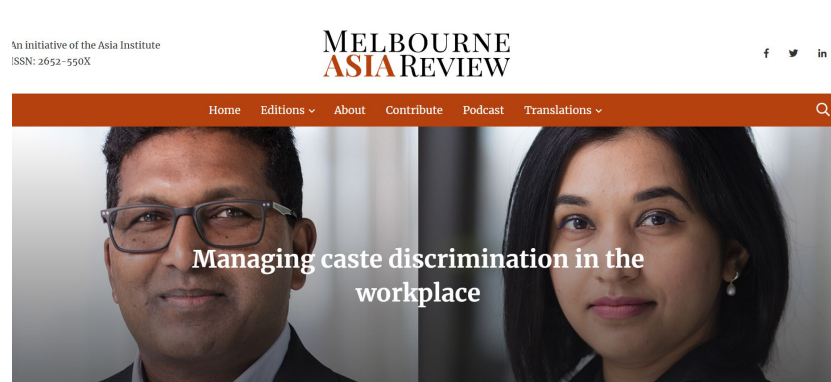 An initiative of the Asia Institute
ISSN: 2652-550X
MELBOURNE
ASIA REVIEW
Home Editions About Contribute Podcast Translations
Managing caste discrimination in the
workplace